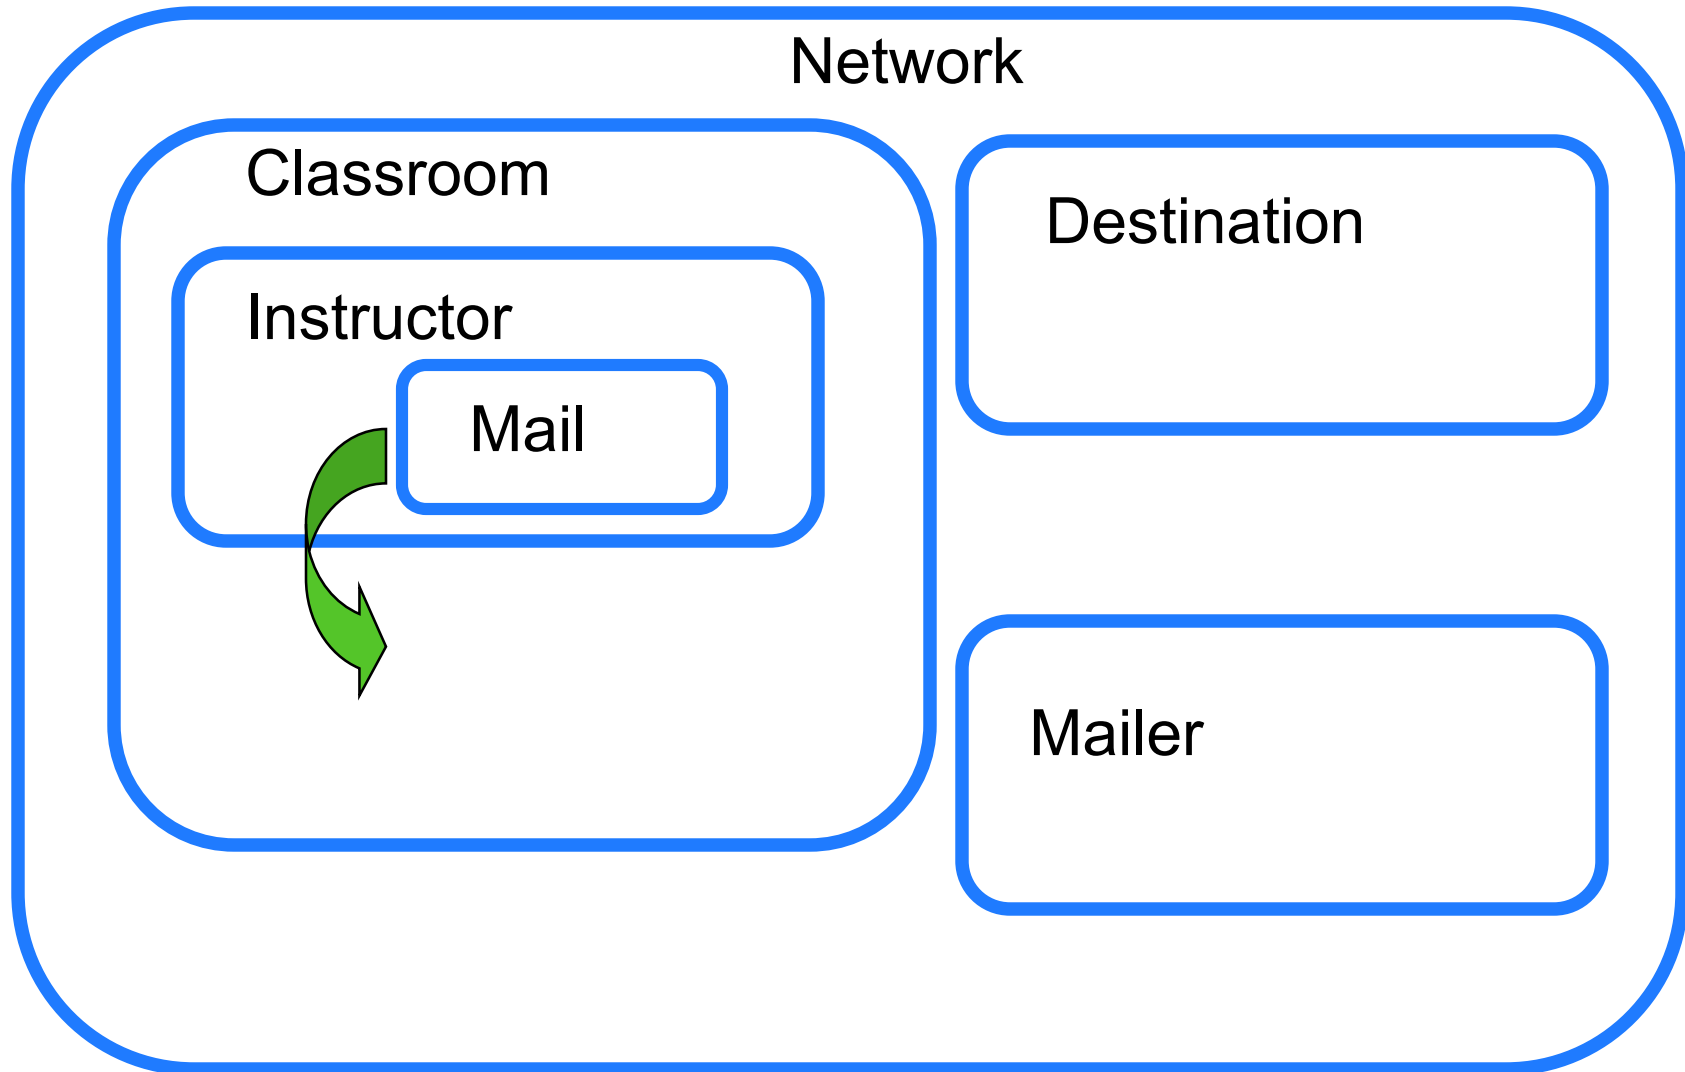 Network
Classroom
Destination
Instructor
Mail
Mailer